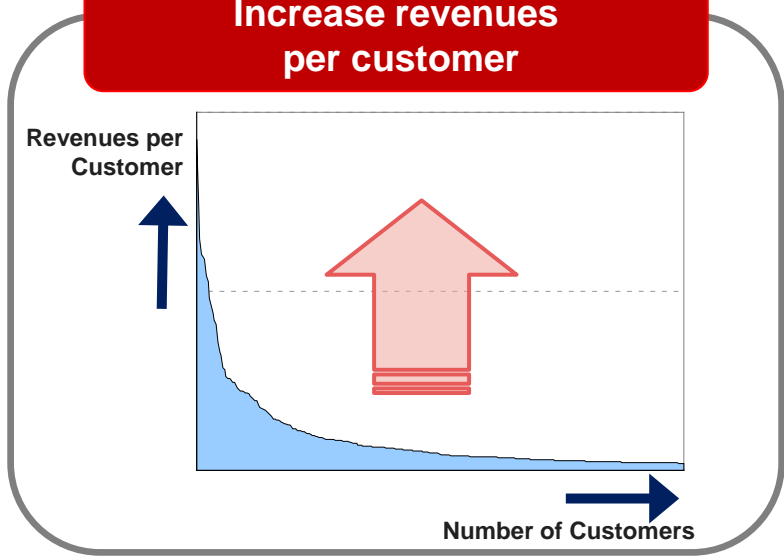 Increase revenues
per customer
Revenues per
Customer
Number of Customers